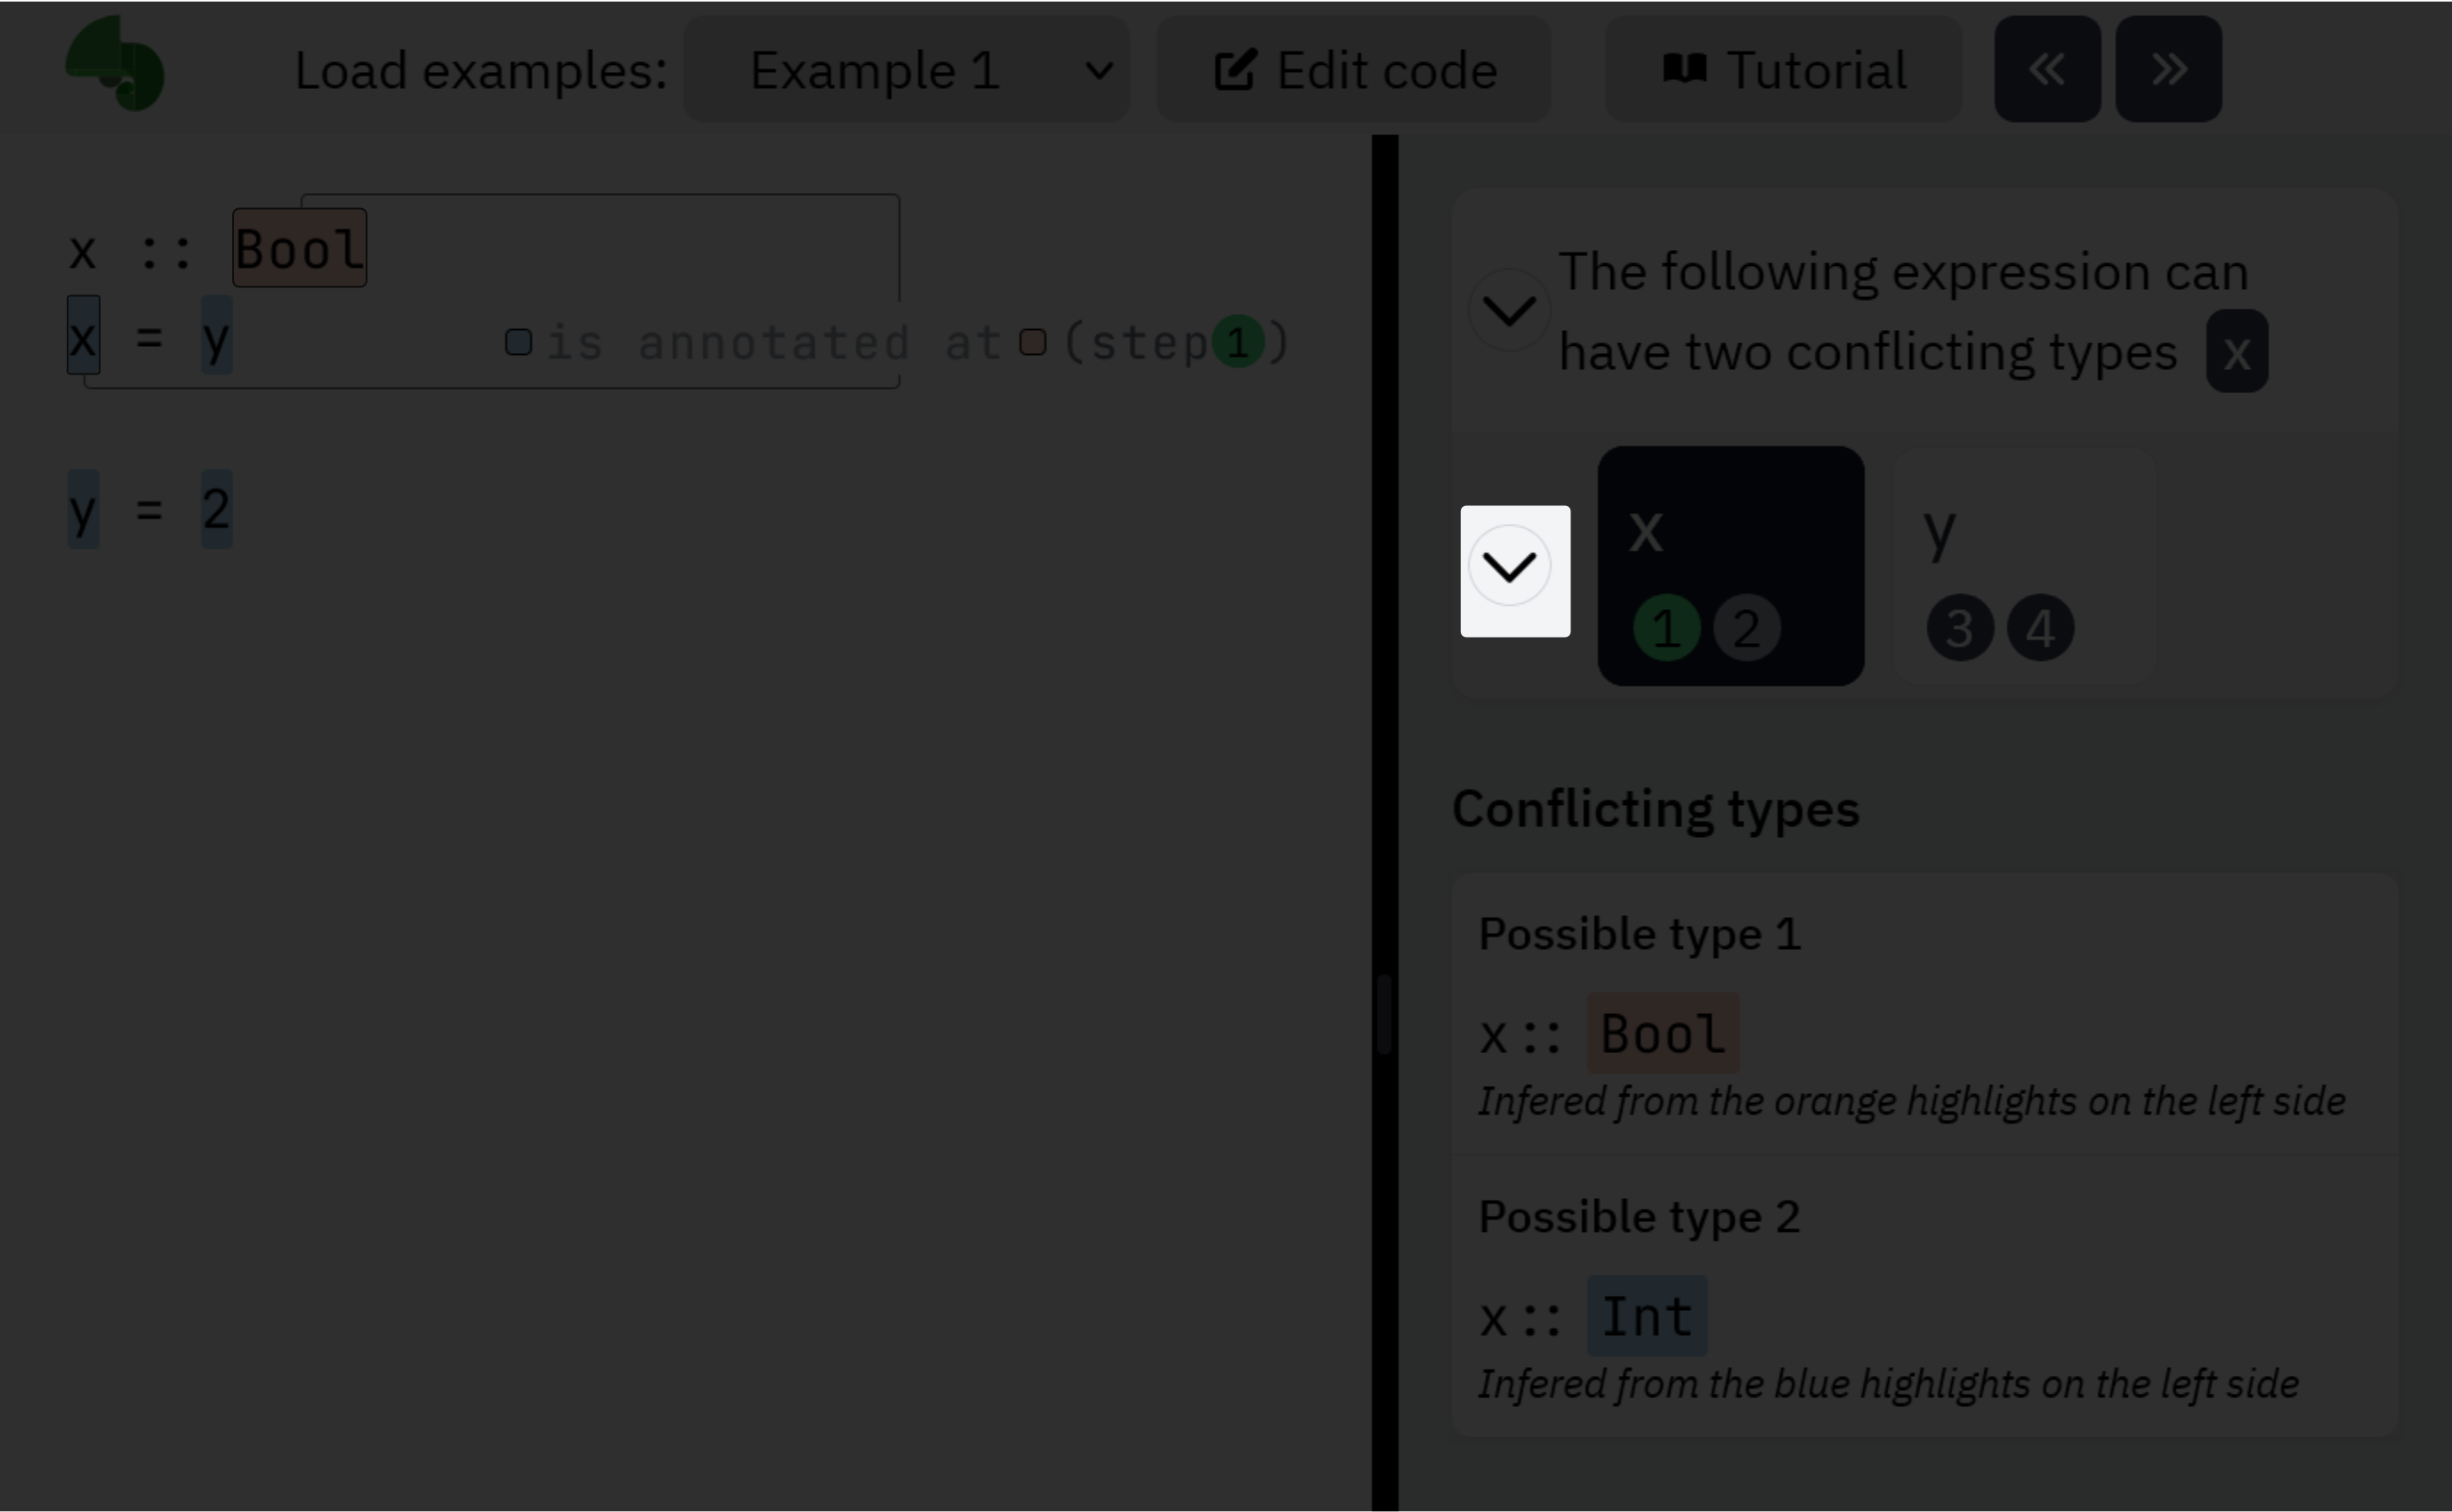 Load examples: Example 1 Edit code Tutorial
x :: Bool
x = y is annotated at (step 1)
y = 2
The following expression can
have two conflicting types x
x y
1 2 3 4
Conflicting types
Possible type 1
x :: Bool
Infered from the orange highlights on the left side
Possible type 2
x :: Int
Infered from the blue highlights on the left side